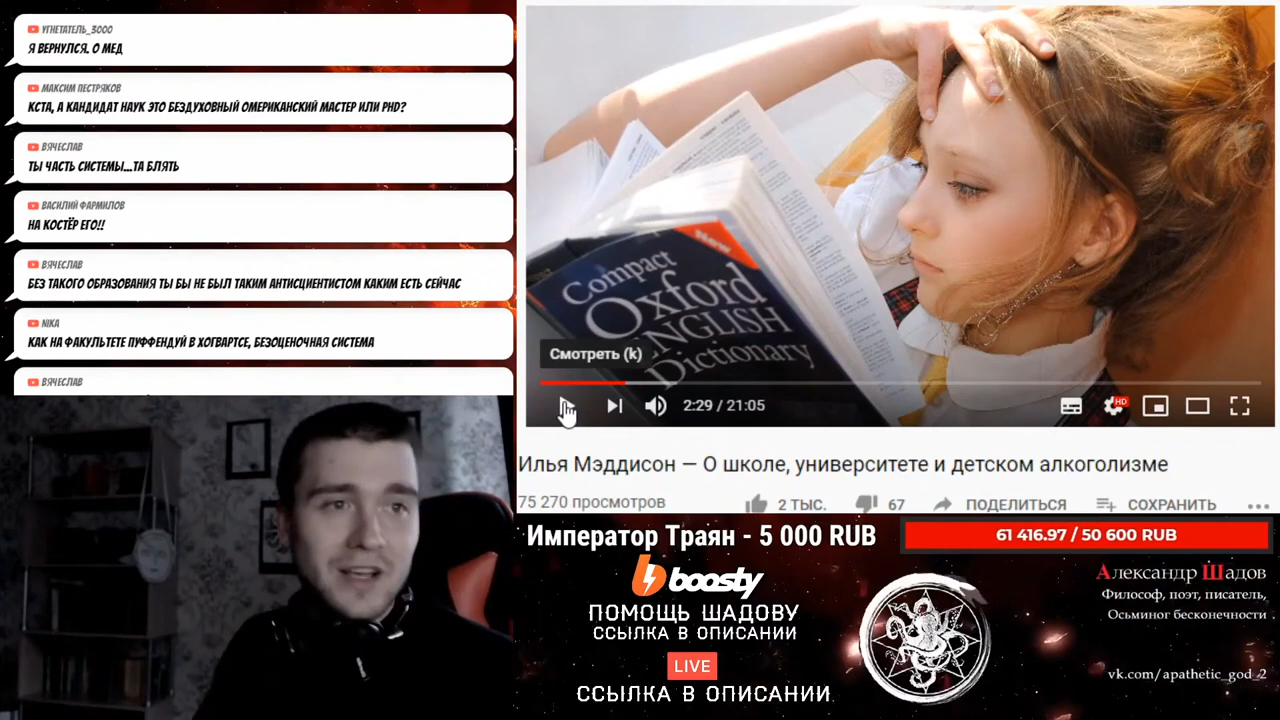 УГНЕТАТЕЛЬ_3000
Я ВЕРНУЛСЯ. О МЕД
МАКСИМ ПЕСТРЯКОВ
КСТА, А КАНДИДАТ НАУК ЭТО БЕЗДУХОВНЫЙ ОМЕРИКАНСКИЙ МАСТЕР ИЛИ PHD?
ВЯЧЕСЛАВ
ТЫ ЧАСТЬ СИСТЕМЫ...ТА БЛЯТЬ
ВАСИЛИЙ ФАРМИЛОВ
НА КОСТЁР ЕГО!!
ВЯЧЕСЛАВ
БЕЗ ТАКОГО ОБРАЗОВАНИЯ ТЫ БЫ НЕ БЫЛ ТАКИМ АНТИСЦИЕНТИСТОМ КАКИМ ЕСТЬ СЕЙЧАС
NIKA
КАК НА ФАКУЛЬТЕТЕ ПУФФЕНДУЙ В ХОГВАРТСЕ, БЕЗОЦЕНОЧНАЯ СИСТЕМА
ВЯЧЕСЛАВ
New
Compact
Oxford
ENGLISH
Dictionary
Смотреть (k)
2:29 / 21:05
HD
Илья Мэддисон — О школе, университете и детском алкоголизме
75 270 просмотров
2 ТЫС.
67
ПОДЕЛИТЬСЯ
СОХРАНИТЬ
Император Траян - 5 000 RUB
61 416.97 / 50 600 RUB
boosty
ПОМОЩЬ ШАДОВУ
ССЫЛКА В ОПИСАНИИ
LIVE
ССЫЛКА В ОПИСАНИИ
Александр Шадов
Философ, поэт, писатель,
Осьминог бесконечности
vk.com/apathetic_god_2